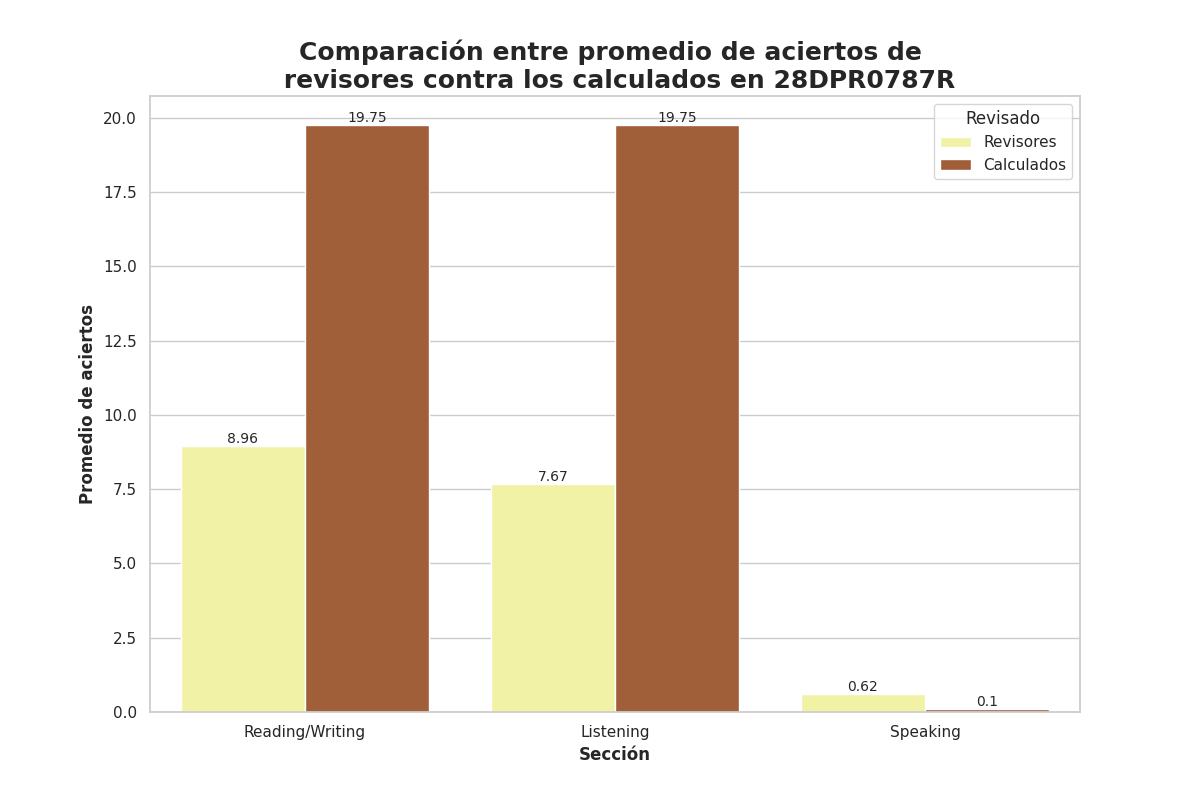 Comparación entre promedio de aciertos de
revisores contra los calculados en 28DPR0787R
Revisado
Revisores
Calculados
Promedio de aciertos
20.0
17.5
15.0
12.5
10.0
7.5
5.0
2.5
0.0
8.96
19.75
7.67
19.75
0.62
0.1
Reading/Writing
Listening
Speaking
Sección